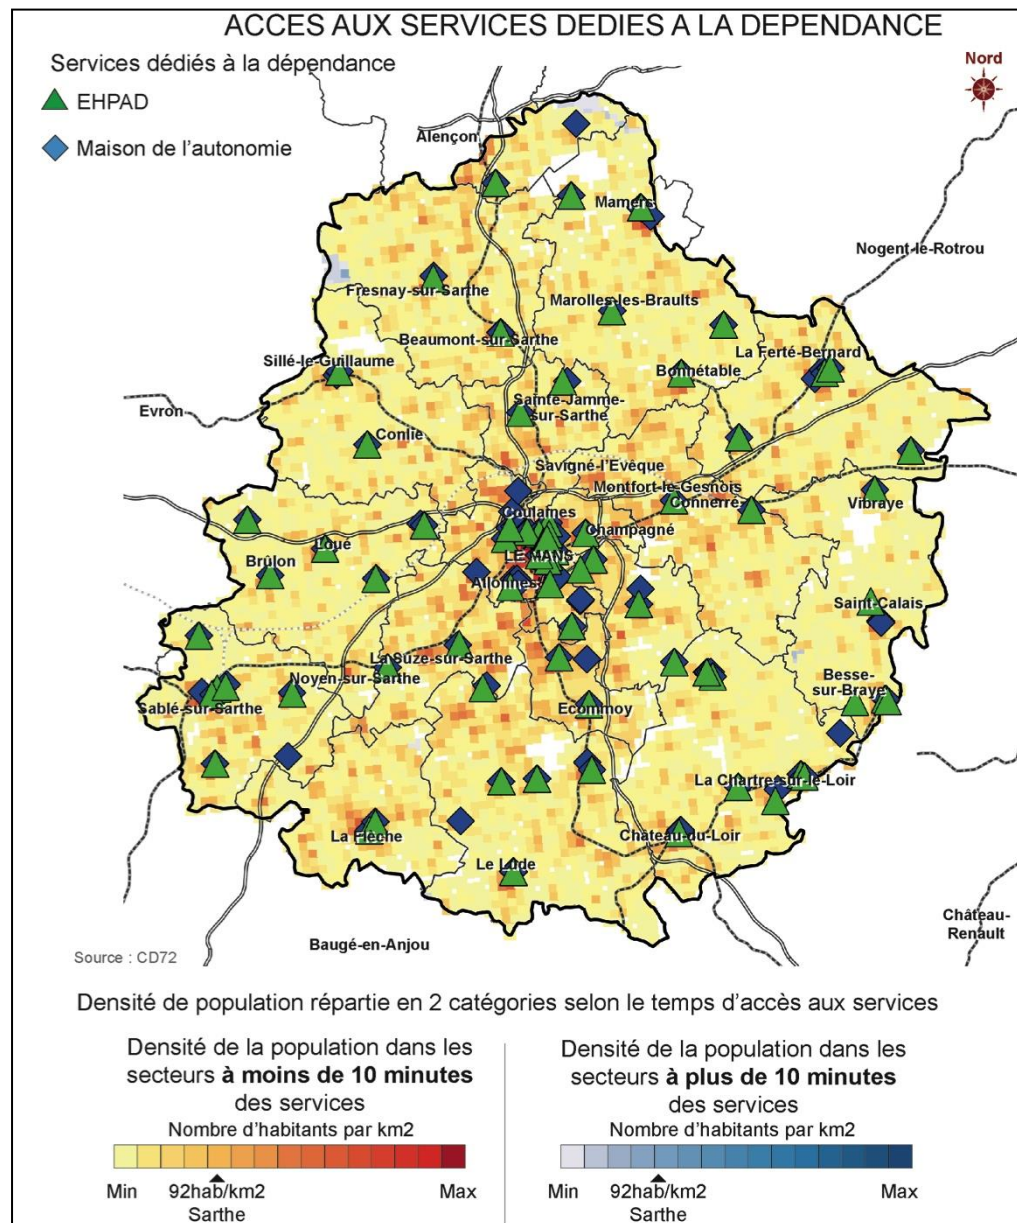 ACCES AUX SERVICES DEDIES A LA DEPENDANCE
Services dédiés à la dépendance
EHPAD
Maison de l'autonomie
Nord
Alençon
Mamers
Nogent-le-Rotrou
Fresnay-sur-Sarthe
Marolles-les-Braults
Beaumont-sur-Sarthe
La Ferté-Bernard
Sillé-le-Guillaume
Bonnétable
Evron
Sainte-Jamme-
sur-Sarthe
Conlie
Savigné-l'Evêque
Montfort-le-Gesnois
Connerré
Vibraye
Coulaines
Champagné
Loué
LE MANS
Brûlon
Allonnes
Saint-Calais
La Suze-sur-Sarthe
Noyen-sur-Sarthe
Besse-
sur-Braye
Sablé-sur-Sarthe
Ecommoy
La Chartre-sur-le-Loir
La Flèche
Château-du-Loir
Le Lude
Château-
Renault
Baugé-en-Anjou
Source : CD72
Densité de population répartie en 2 catégories selon le temps d'accès aux services
Densité de la population dans les
secteurs à moins de 10 minutes
des services
Nombre d'habitants par km2
Min
92hab/km2
Max
Sarthe
Densité de la population dans les
secteurs à plus de 10 minutes
des services
Nombre d'habitants par km2
Min
92hab/km2
Max
Sarthe